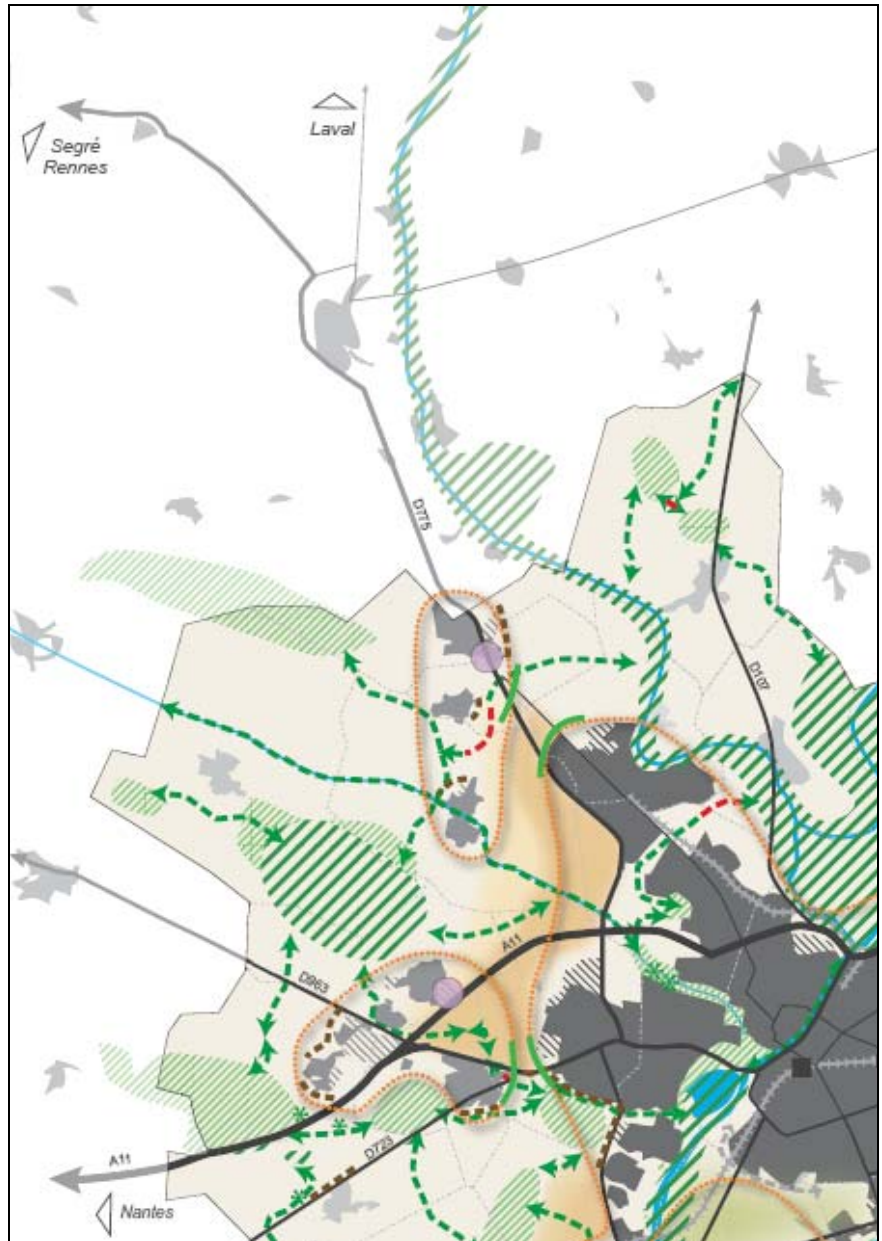 Laval
Segré
Rennes
D775
D107
A11
D963
D723
A11
Nantes